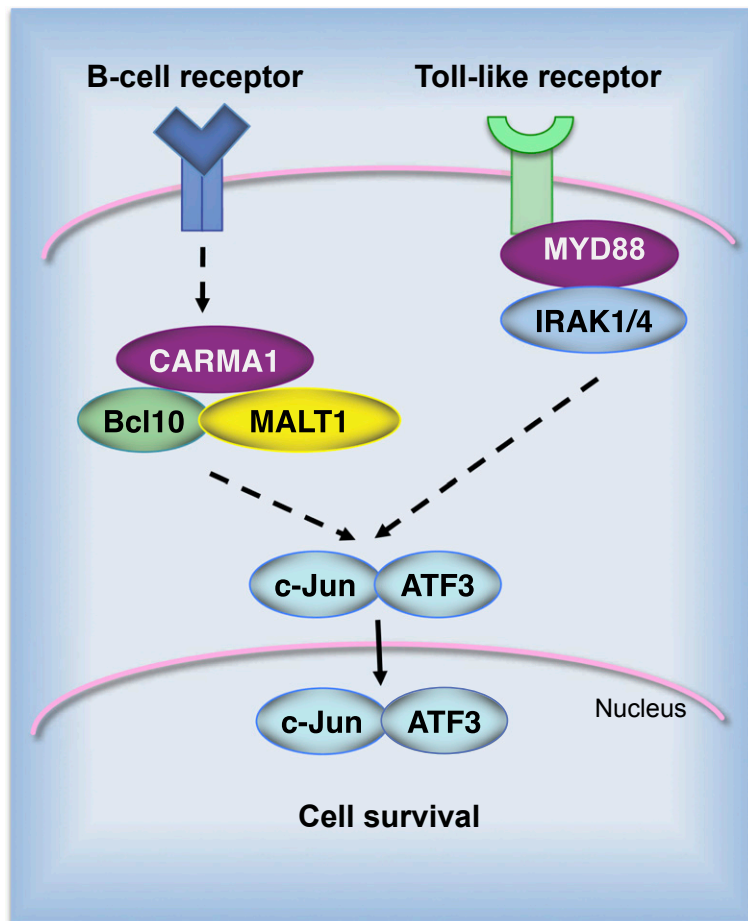 B-cell receptor
Toll-like receptor
MYD88
IRAK1/4
CARMA1
Bcl10
MALT1
c-Jun
ATF3
c-Jun
ATF3
Nucleus
Cell survival